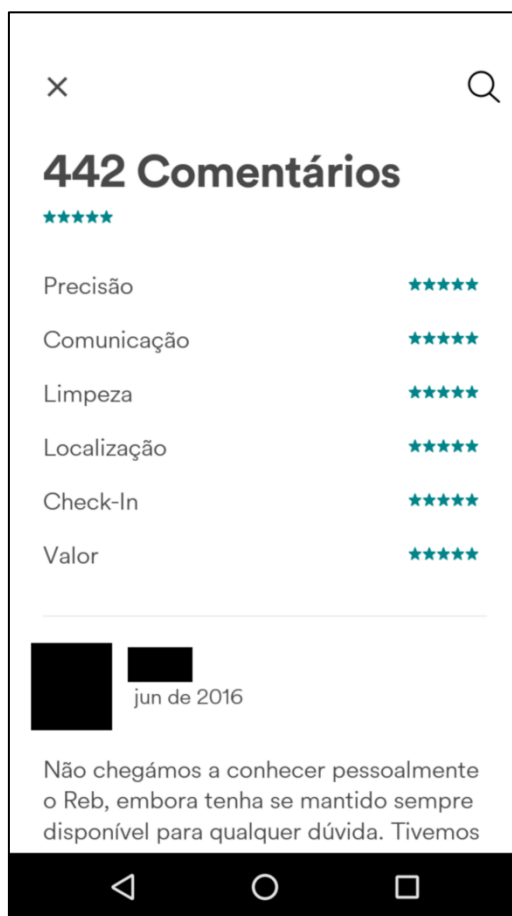 442 Comentários
Precisão
Comunicação
Limpeza
Localização
Check-In
Valor
jun de 2016
Não chegámos a conhecer pessoalmente
o Reb, embora tenha se mantido sempre
disponível para qualquer dúvida. Tivemos